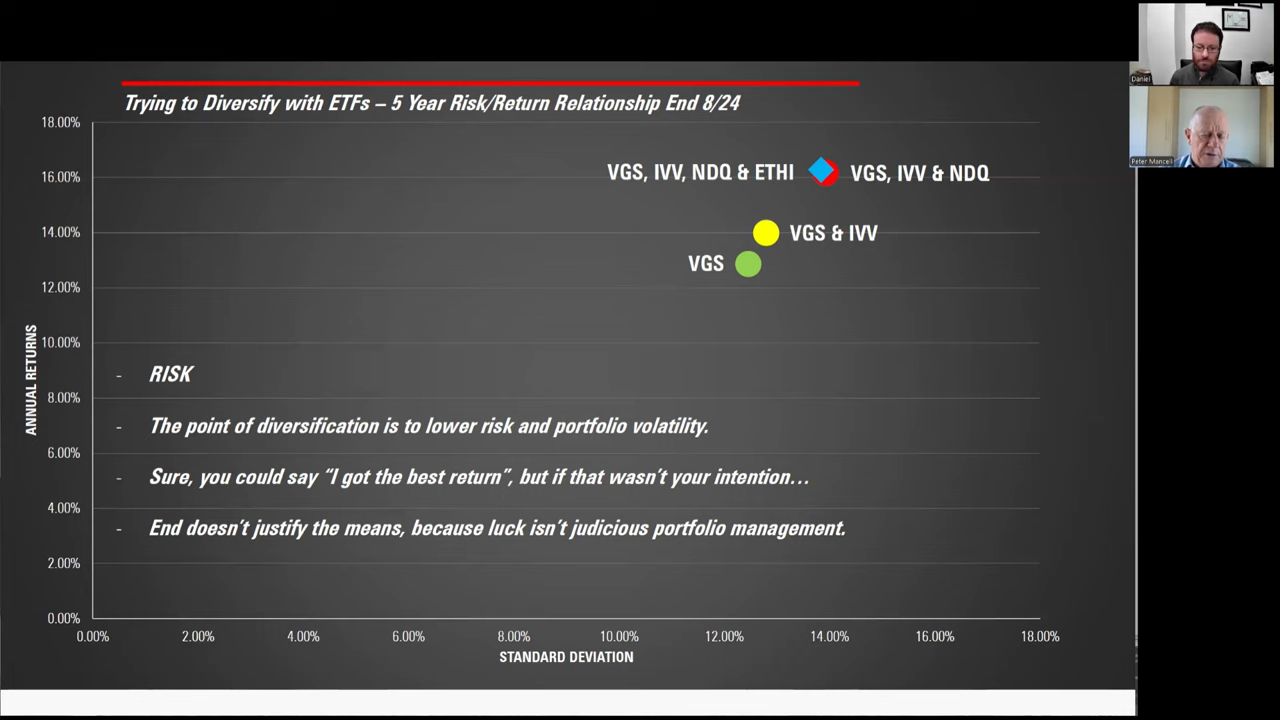 Trying to Diversify with ETFs – 5 Year Risk/Return Relationship End 8/24
18.00%
16.00%
14.00%
12.00%
10.00%
8.00%
6.00%
4.00%
2.00%
0.00%
ANNUAL RETURNS
VGS, IVV, NDQ & ETHI
VGS, IVV & NDQ
VGS & IVV
VGS
- RISK
- The point of diversification is to lower risk and portfolio volatility.
- Sure, you could say “I got the best return”, but if that wasn’t your intention…
- End doesn’t justify the means, because luck isn’t judicious portfolio management.
0.00% 2.00% 4.00% 6.00% 8.00% 10.00% 12.00% 14.00% 16.00% 18.00%
STANDARD DEVIATION
Daniel
Peter Mancell